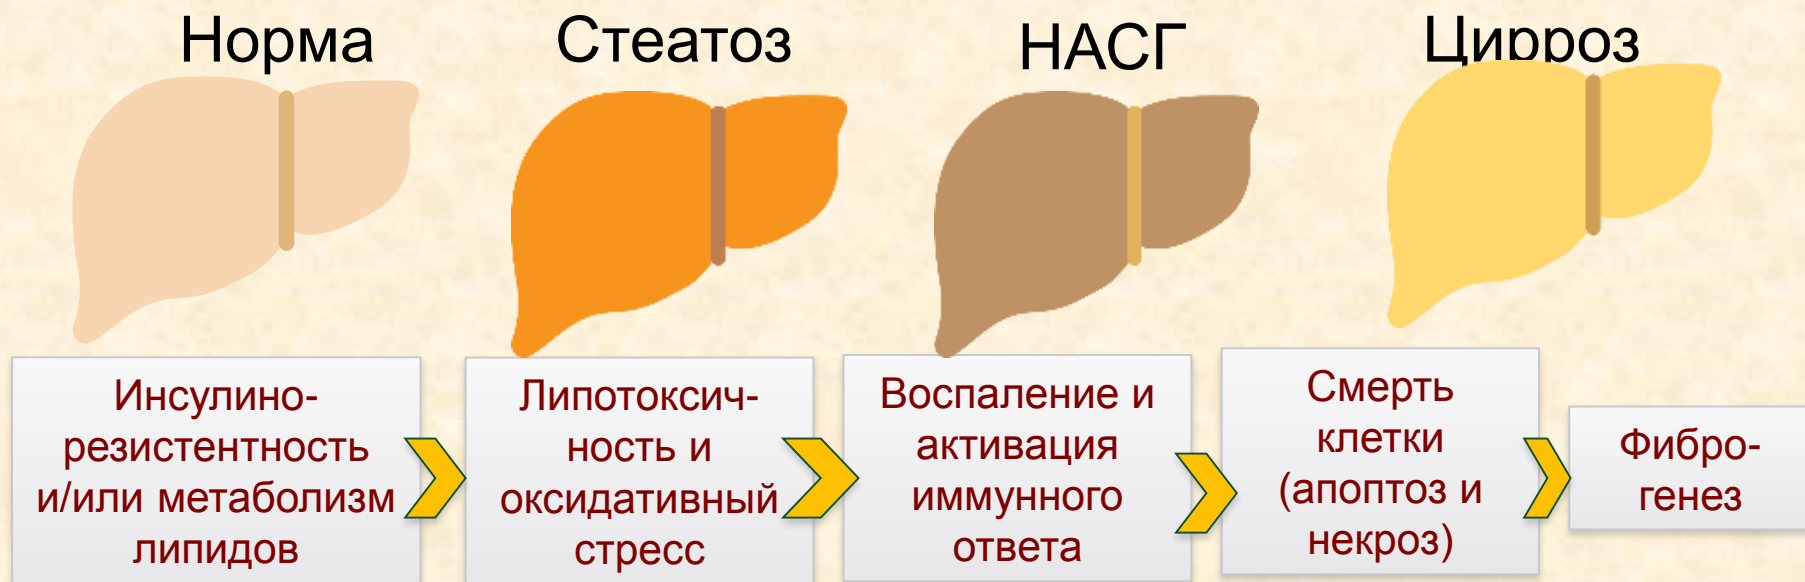 Норма
Стеатоз
НАСГ
Цирроз
Инсулино-
резистентность
и/или метаболизм
липидов
Липотоксич-
ность и
оксидативный
стресс
Воспаление и
активация
иммунного
ответа
Смерть
клетки
(апоптоз и
некроз)
Фибро-
генез